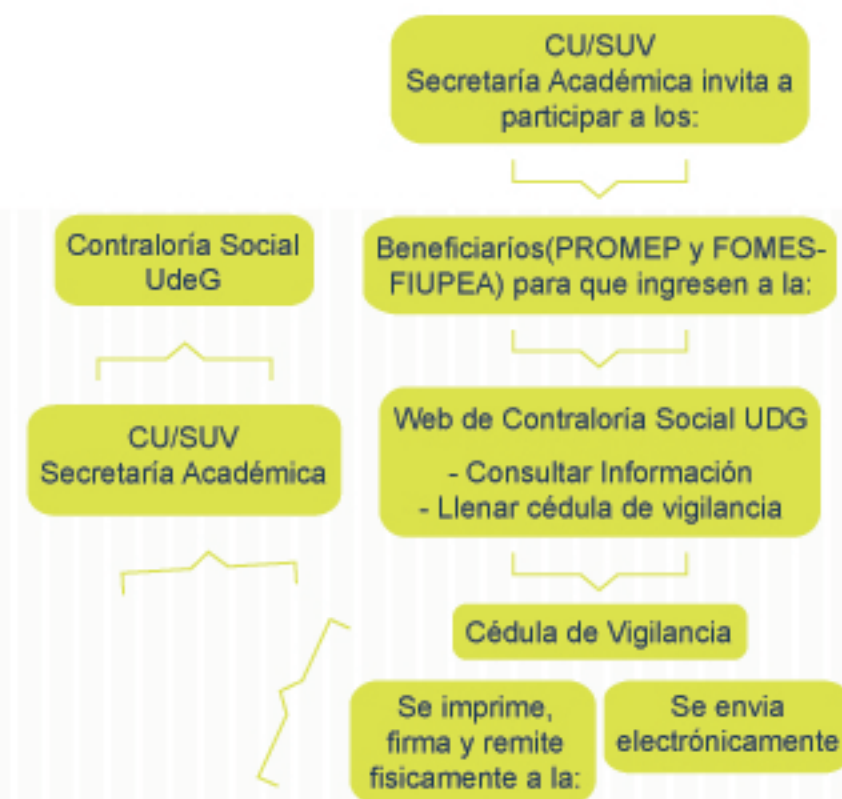 CU/SUV
Secretaría Académica invita a
participar a los:
Beneficiaríos(PROMEP y FOMES-
FIUPEA) para que ingresen a la:
Web de Contraloría Social UDG
- Consultar Información
- Llenar cédula de vigilancia
Cédula de Vigilancia
Se imprime,
firma y remite
fisicamente a la:
Se envia
electrónicamente
CU/SUV
Secretaría Académica
Contraloría Social
UdeG